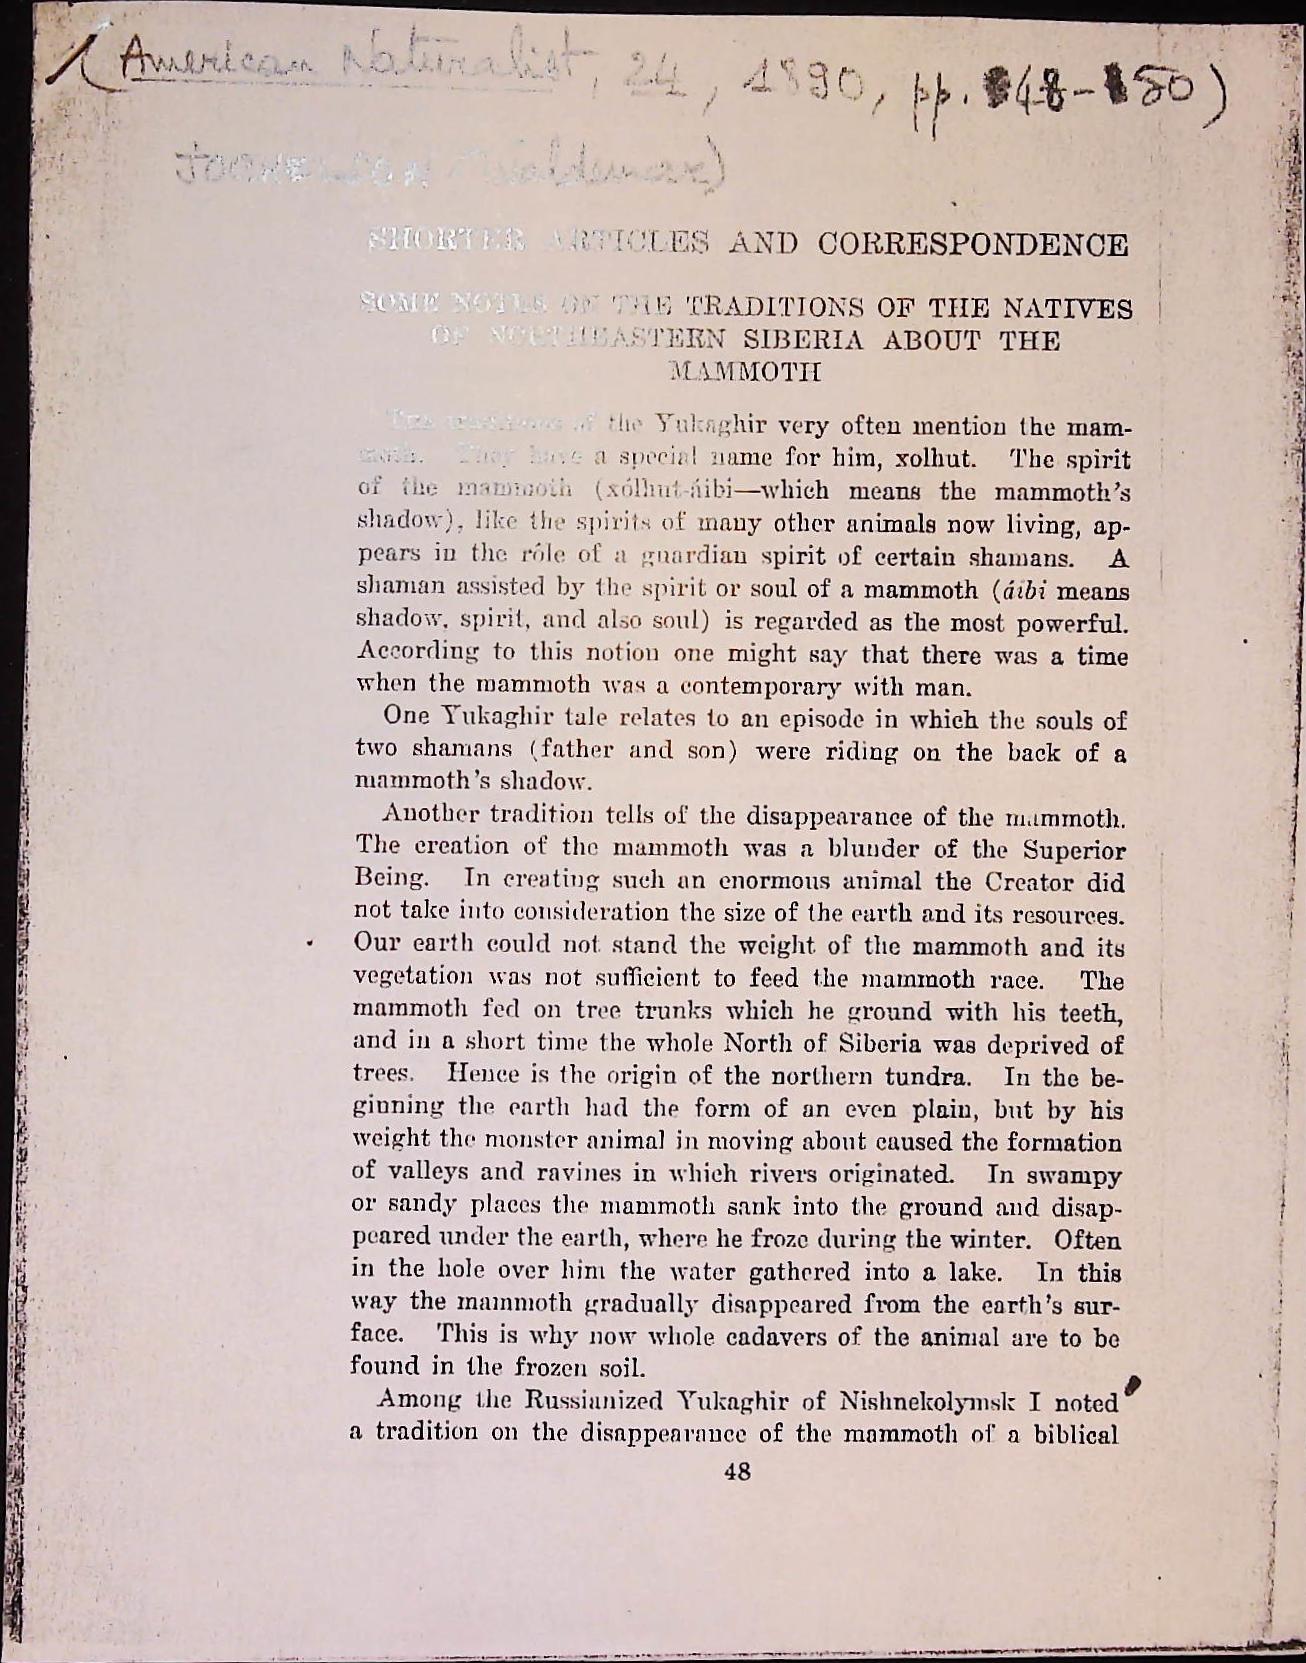 (American Naturalist, 24, 1890, pp. 48-50)
JOCHELSON (Waldemar)
SHORTER ARTICLES AND CORRESPONDENCE
SOME NOTES ON THE TRADITIONS OF THE NATIVES
OF NORTHEASTERN SIBERIA ABOUT THE
MAMMOTH
The traditions of the Yukaghir very often mention the mam-
moth. They have a special name for him, xolhut. The spirit
of the mammoth (xólhut-áibi—which means the mammoth's
shadow), like the spirits of many other animals now living, ap-
pears in the rôle of a guardian spirit of certain shamans. A
shaman assisted by the spirit or soul of a mammoth (áibi means
shadow, spirit, and also soul) is regarded as the most powerful.
According to this notion one might say that there was a time
when the mammoth was a contemporary with man.
One Yukaghir tale relates to an episode in which the souls of
two shamans (father and son) were riding on the back of a
mammoth's shadow.
Another tradition tells of the disappearance of the mammoth.
The creation of the mammoth was a blunder of the Superior
Being. In creating such an enormous animal the Creator did
not take into consideration the size of the earth and its resources.
Our earth could not stand the weight of the mammoth and its
vegetation was not sufficient to feed the mammoth race. The
mammoth fed on tree trunks which he ground with his teeth,
and in a short time the whole North of Siberia was deprived of
trees. Hence is the origin of the northern tundra. In the be-
ginning the earth had the form of an even plain, but by his
weight the monster animal in moving about caused the formation
of valleys and ravines in which rivers originated. In swampy
or sandy places the mammoth sank into the ground and disap-
peared under the earth, where he froze during the winter. Often
in the hole over him the water gathered into a lake. In this
way the mammoth gradually disappeared from the earth's sur-
face. This is why now whole cadavers of the animal are to be
found in the frozen soil.
Among the Russianized Yukaghir of Nishnekolymsk I noted
a tradition on the disappearance of the mammoth of a biblical
48